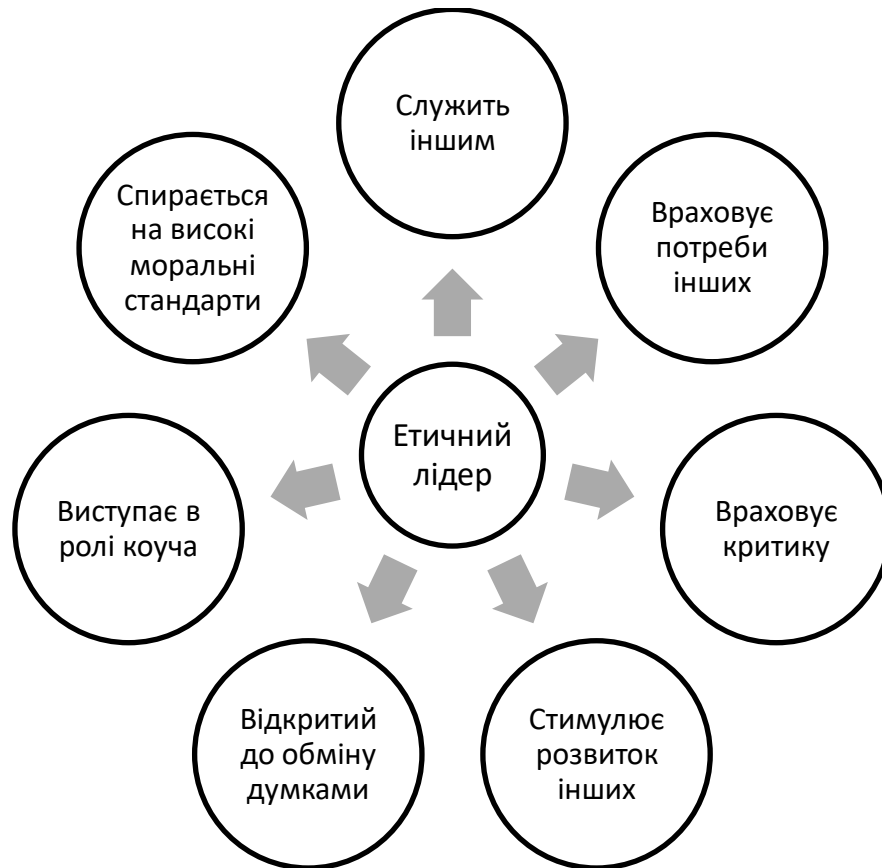 Служить
іншим
Враховує
потреби
інших
Враховує
критику
Стимулює
розвиток
інших
Відкритий
до обміну
думками
Виступає в
ролі коуча
Спирається
на високі
моральні
стандарти
Етичний
лідер